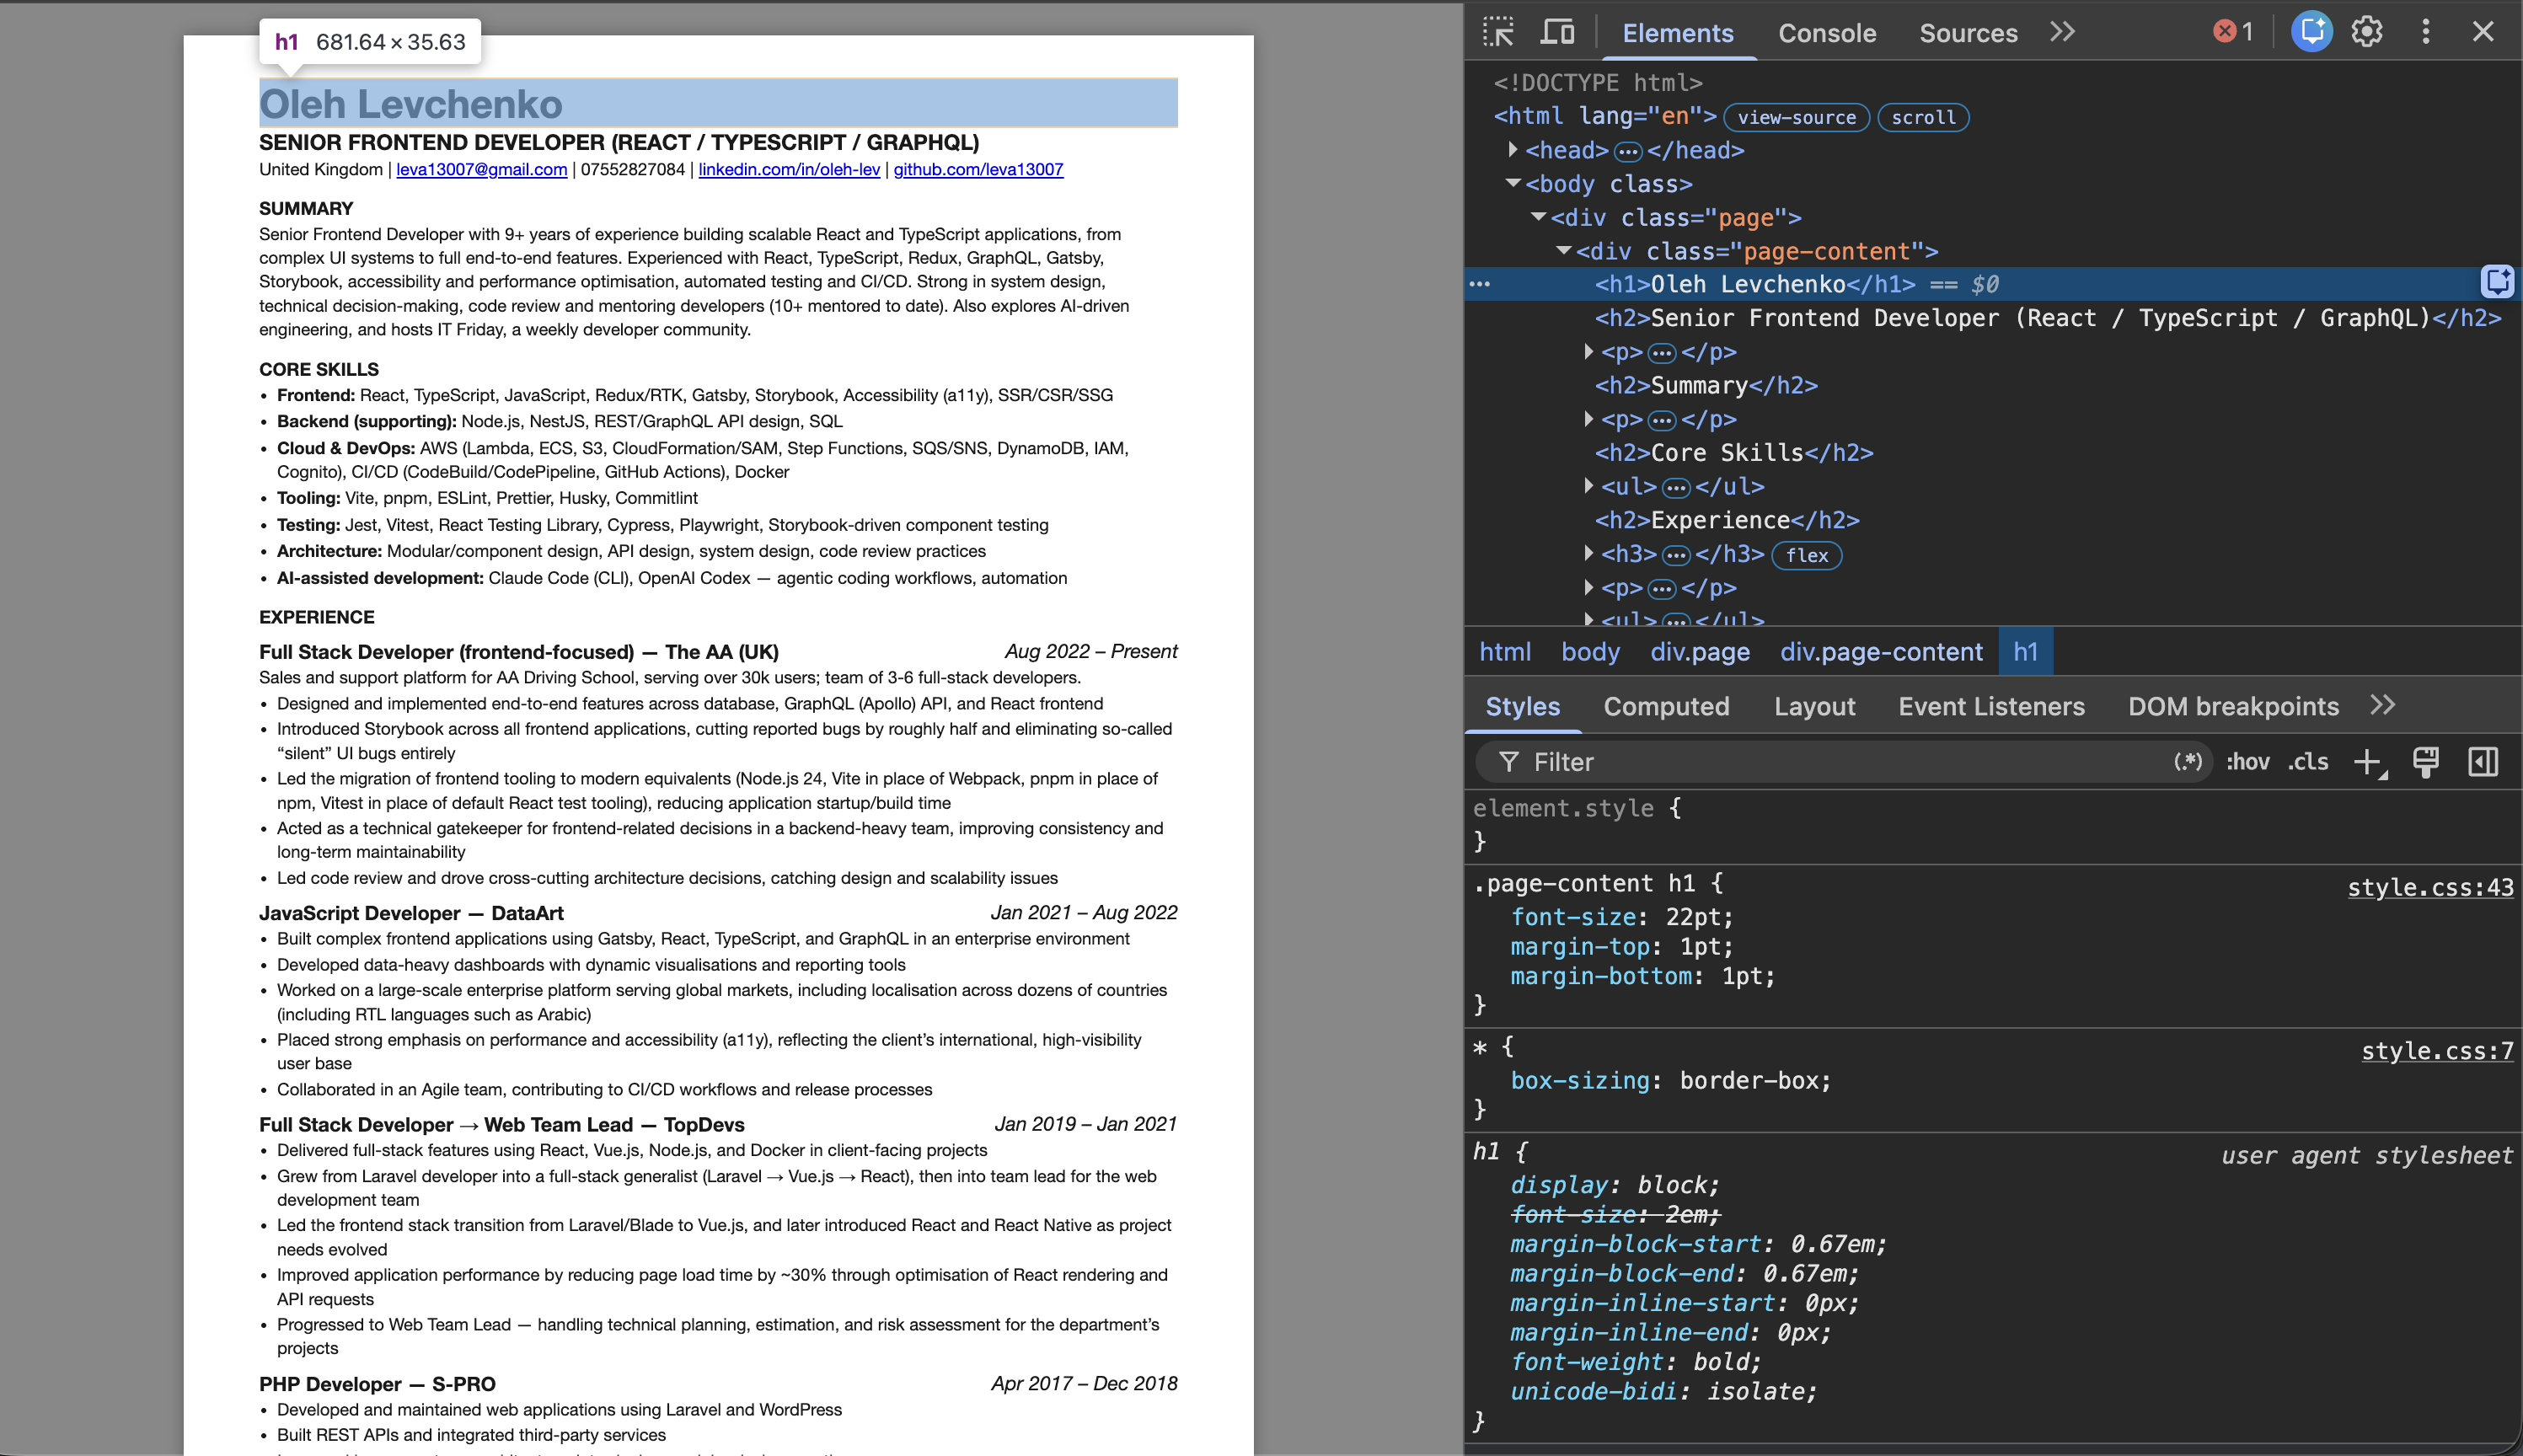 h1 681.64 × 35.63
Oleh Levchenko
SENIOR FRONTEND DEVELOPER (REACT / TYPESCRIPT / GRAPHQL)
United Kingdom | leva13007@gmail.com | 07552827084 | linkedin.com/in/oleh-lev | github.com/leva13007
SUMMARY
Senior Frontend Developer with 9+ years of experience building scalable React and TypeScript applications, from
complex UI systems to full end-to-end features. Experienced with React, TypeScript, Redux, GraphQL, Gatsby,
Storybook, accessibility and performance optimisation, automated testing and CI/CD. Strong in system design,
technical decision-making, code review and mentoring developers (10+ mentored to date). Also explores AI-driven
engineering, and hosts IT Friday, a weekly developer community.
CORE SKILLS
• Frontend: React, TypeScript, JavaScript, Redux/RTK, Gatsby, Storybook, Accessibility (a11y), SSR/CSR/SSG
• Backend (supporting): Node.js, NestJS, REST/GraphQL API design, SQL
• Cloud & DevOps: AWS (Lambda, ECS, S3, CloudFormation/SAM, Step Functions, SQS/SNS, DynamoDB, IAM,
Cognito), CI/CD (CodeBuild/CodePipeline, GitHub Actions), Docker
• Tooling: Vite, pnpm, ESLint, Prettier, Husky, Commitlint
• Testing: Jest, Vitest, React Testing Library, Cypress, Playwright, Storybook-driven component testing
• Architecture: Modular/component design, API design, system design, code review practices
• AI-assisted development: Claude Code (CLI), OpenAI Codex — agentic coding workflows, automation
EXPERIENCE
Full Stack Developer (frontend-focused) — The AA (UK) Aug 2022 – Present
Sales and support platform for AA Driving School, serving over 30k users; team of 3-6 full-stack developers.
• Designed and implemented end-to-end features across database, GraphQL (Apollo) API, and React frontend
• Introduced Storybook across all frontend applications, cutting reported bugs by roughly half and eliminating so-called
“silent” UI bugs entirely
• Led the migration of frontend tooling to modern equivalents (Node.js 24, Vite in place of Webpack, pnpm in place of
npm, Vitest in place of default React test tooling), reducing application startup/build time
• Acted as a technical gatekeeper for frontend-related decisions in a backend-heavy team, improving consistency and
long-term maintainability
• Led code review and drove cross-cutting architecture decisions, catching design and scalability issues
JavaScript Developer — DataArt Jan 2021 – Aug 2022
• Built complex frontend applications using Gatsby, React, TypeScript, and GraphQL in an enterprise environment
• Developed data-heavy dashboards with dynamic visualisations and reporting tools
• Worked on a large-scale enterprise platform serving global markets, including localisation across dozens of countries
(including RTL languages such as Arabic)
• Placed strong emphasis on performance and accessibility (a11y), reflecting the client’s international, high-visibility
user base
• Collaborated in an Agile team, contributing to CI/CD workflows and release processes
Full Stack Developer → Web Team Lead — TopDevs Jan 2019 – Jan 2021
• Delivered full-stack features using React, Vue.js, Node.js, and Docker in client-facing projects
• Grew from Laravel developer into a full-stack generalist (Laravel → Vue.js → React), then into team lead for the web
development team
• Led the frontend stack transition from Laravel/Blade to Vue.js, and later introduced React and React Native as project
needs evolved
• Improved application performance by reducing page load time by ~30% through optimisation of React rendering and
API requests
• Progressed to Web Team Lead — handling technical planning, estimation, and risk assessment for the department’s
projects
PHP Developer — S-PRO Apr 2017 – Dec 2018
• Developed and maintained web applications using Laravel and WordPress
• Built REST APIs and integrated third-party services
Elements Console Sources 1
<!DOCTYPE html>
<html lang="en"> view-source scroll
<head> ••• </head>
<body class>
<div class="page">
<div class="page-content">
••• <h1>Oleh Levchenko</h1> == $0
<h2>Senior Frontend Developer (React / TypeScript / GraphQL)</h2>
<p> ••• </p>
<h2>Summary</h2>
<p> ••• </p>
<h2>Core Skills</h2>
<ul> ••• </ul>
<h2>Experience</h2>
<h3> ••• </h3> flex
<p> ••• </p>
<ul> ••• </ul>
html body div.page div.page-content h1
Styles Computed Layout Event Listeners DOM breakpoints
Filter (.*) :hov .cls
element.style {
}
.page-content h1 { style.css:43
font-size: 22pt;
margin-top: 1pt;
margin-bottom: 1pt;
}
* { style.css:7
box-sizing: border-box;
}
h1 { user agent stylesheet
display: block;
font-size: 2em;
margin-block-start: 0.67em;
margin-block-end: 0.67em;
margin-inline-start: 0px;
margin-inline-end: 0px;
font-weight: bold;
unicode-bidi: isolate;
}